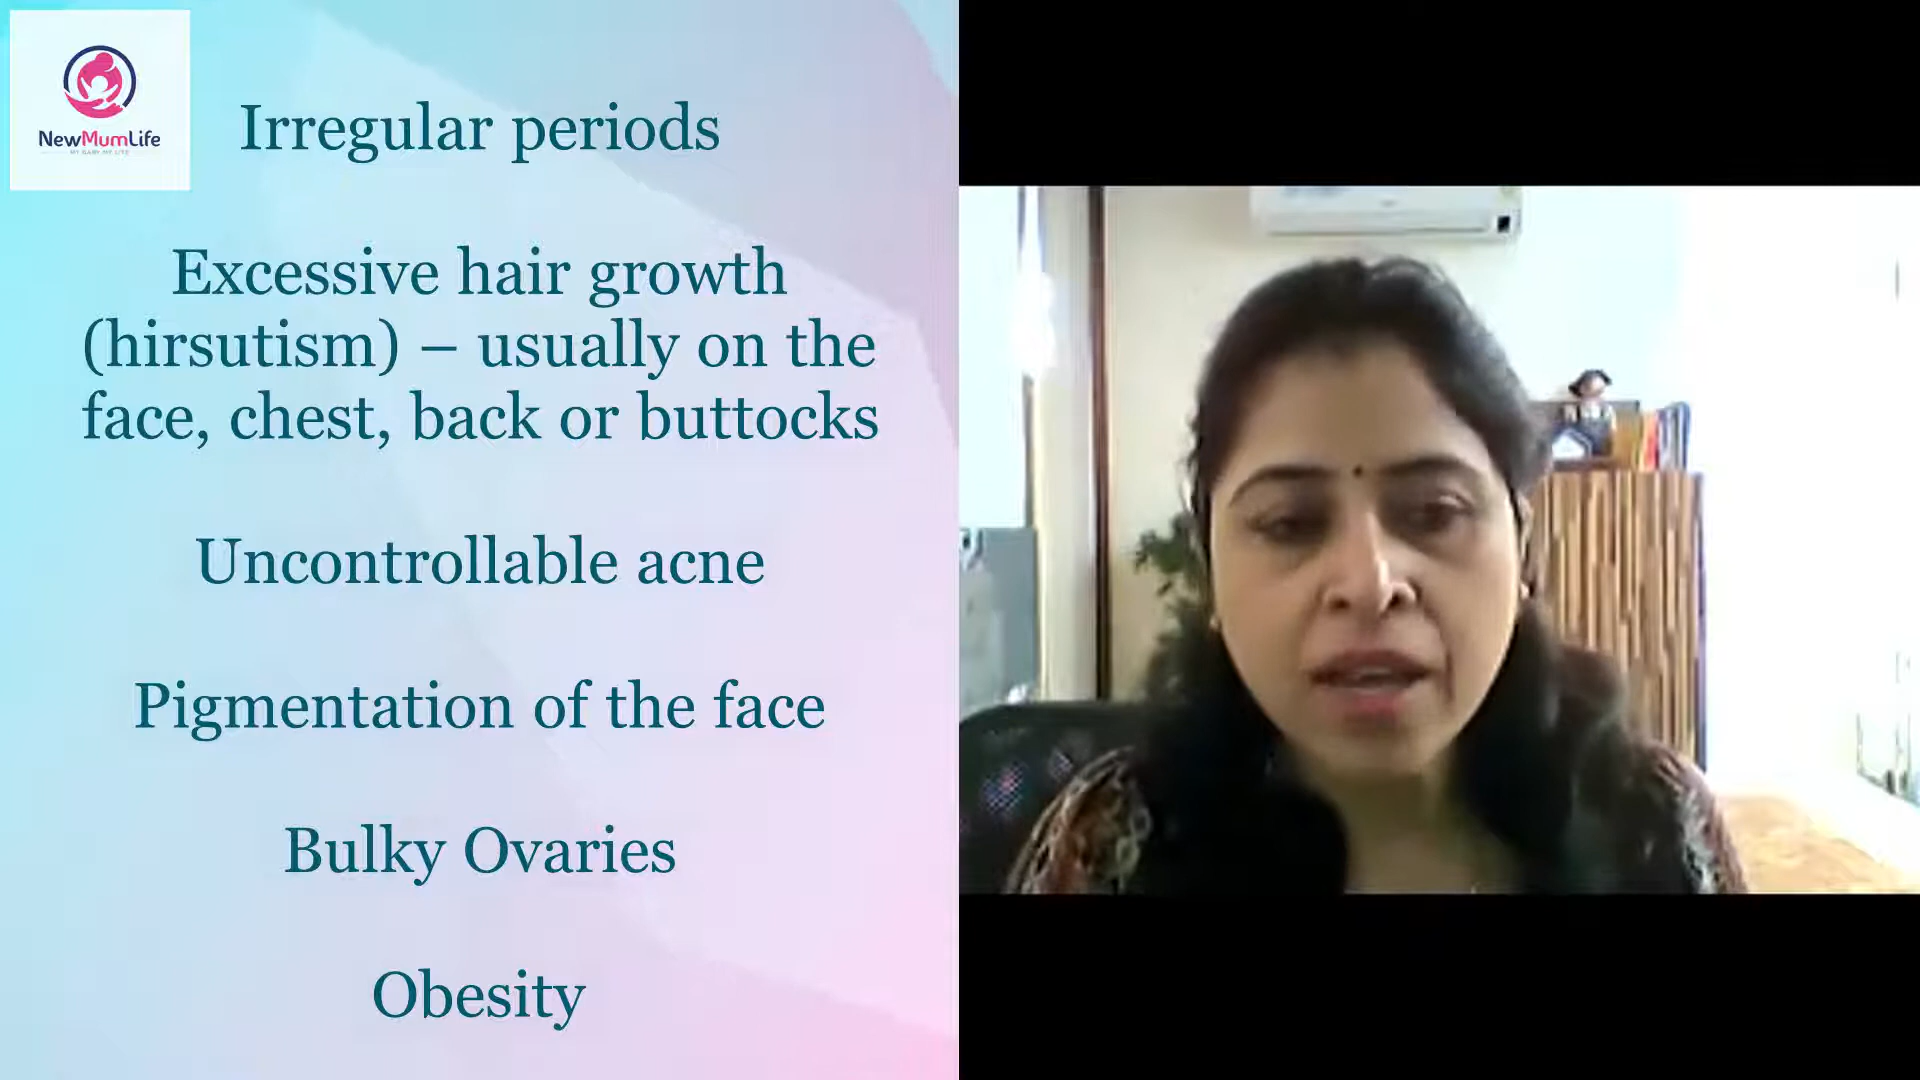 NewMumLife
Irregular periods
Excessive hair growth
(hirsutism) – usually on the
face, chest, back or buttocks
Uncontrollable acne
Pigmentation of the face
Bulky Ovaries
Obesity